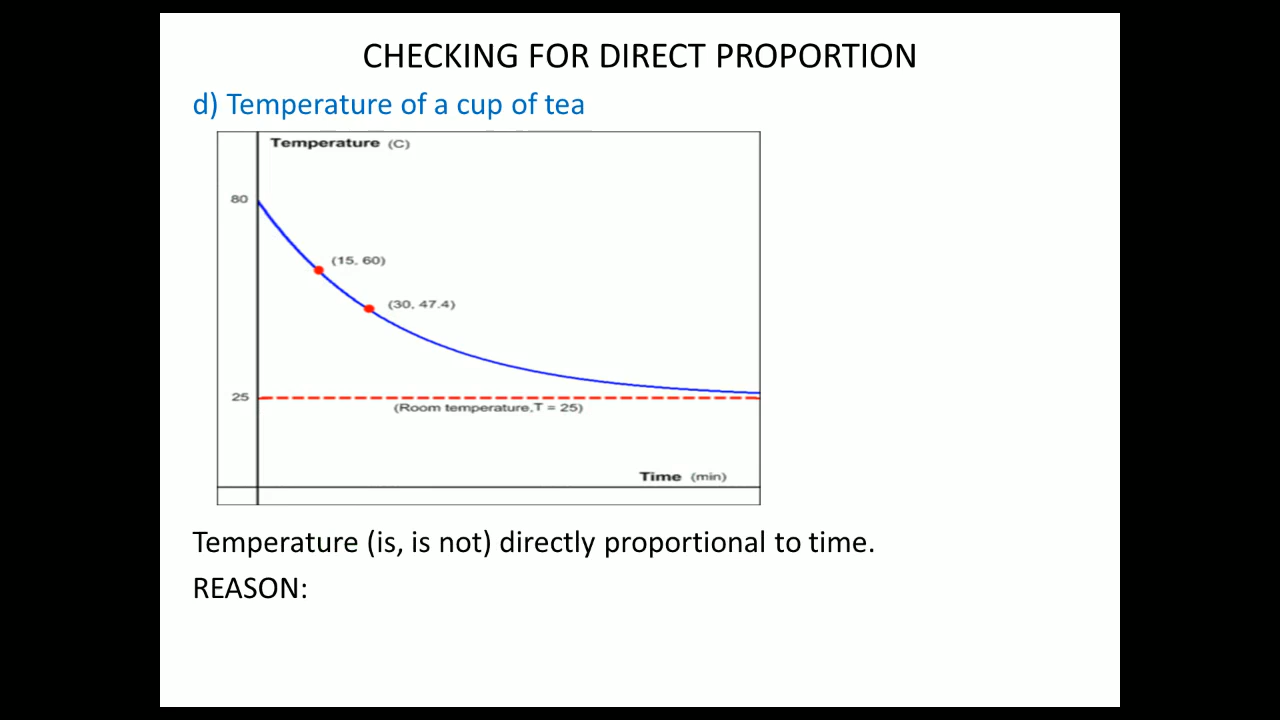 CHECKING FOR DIRECT PROPORTION
d) Temperature of a cup of tea
Temperature (C)
80
(15, 60)
(30, 47.4)
25
(Room temperature,T = 25)
Time (min)
Temperature (is, is not) directly proportional to time.
REASON: